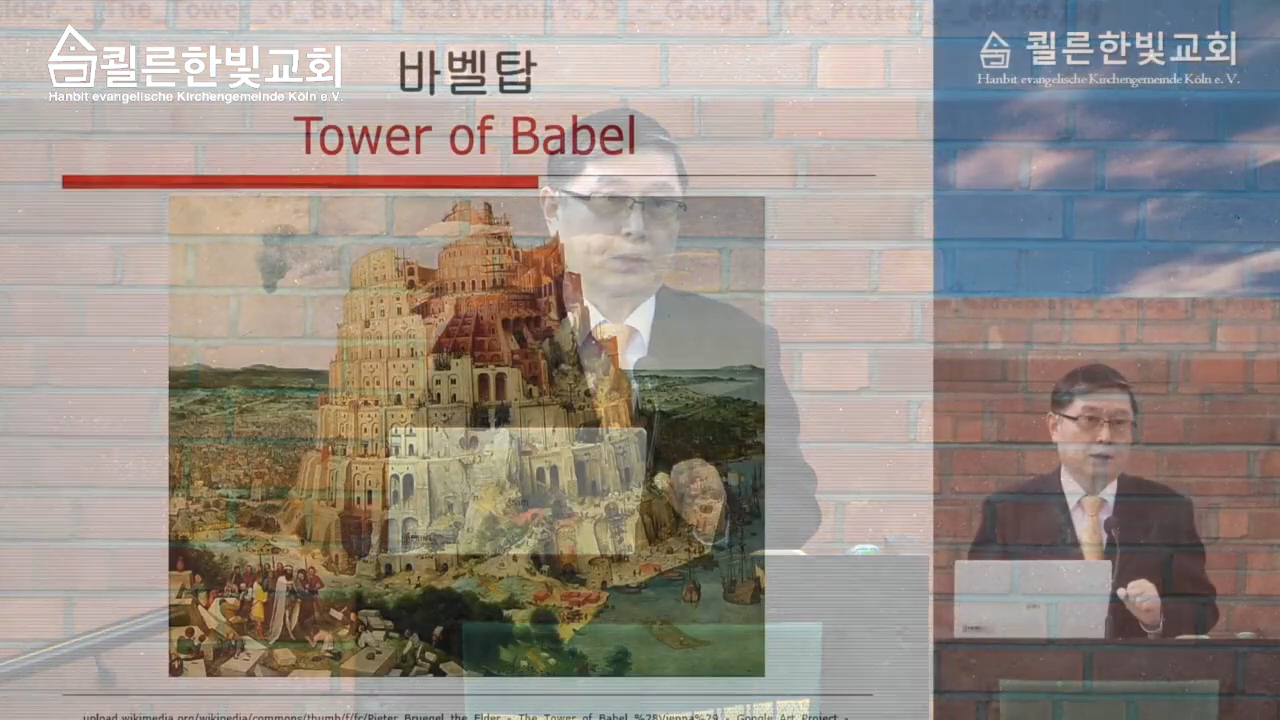 쾰른한빛교회
Hanbit evangelische Kirchengemeinde Köln e.V.
바벨탑
Tower of Babel
쾰른한빛교회
Hanbit evangelische Kirchengemeinde Köln e. V.
upload.wikimedia.org/wikipedia/commons/thumb/f/fc/Pieter_Bruegel_the_Elder_-_The_Tower_of_Babel_%28Vienna%29_-_Google_Art_Project_-